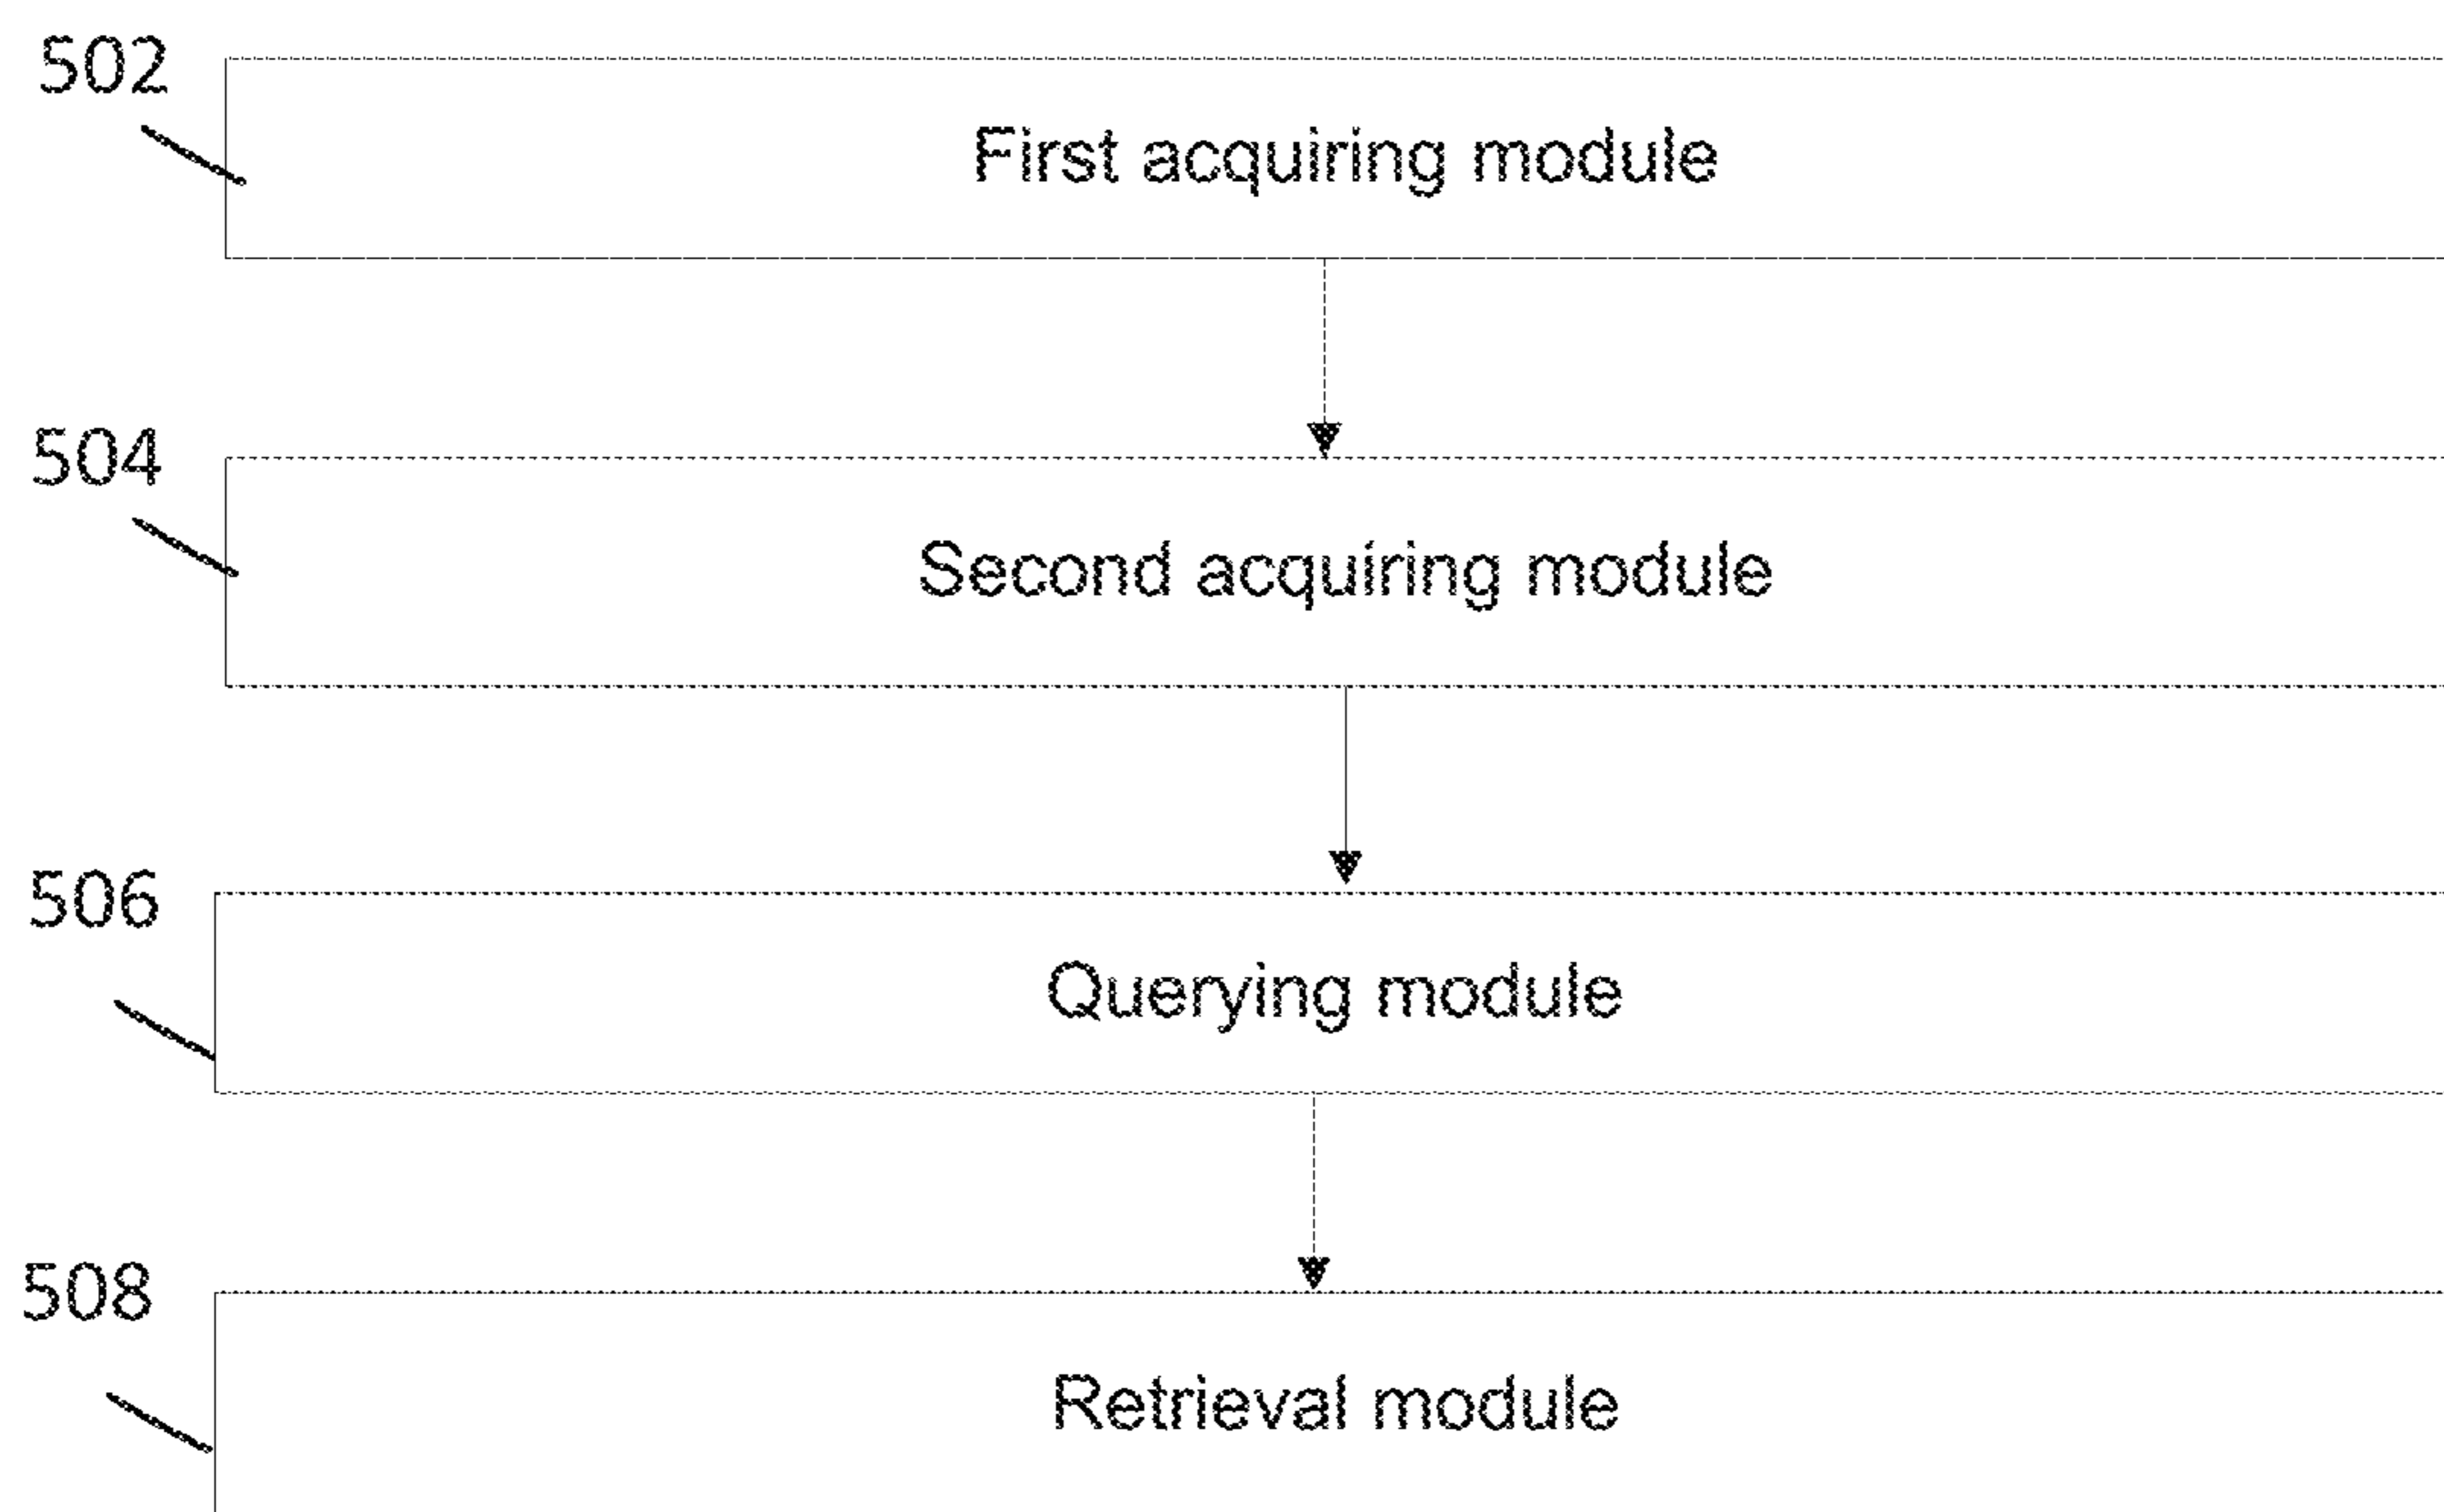 502
First acquiring module
504
Second acquiring module
506
Querying module
508
Retrieval module